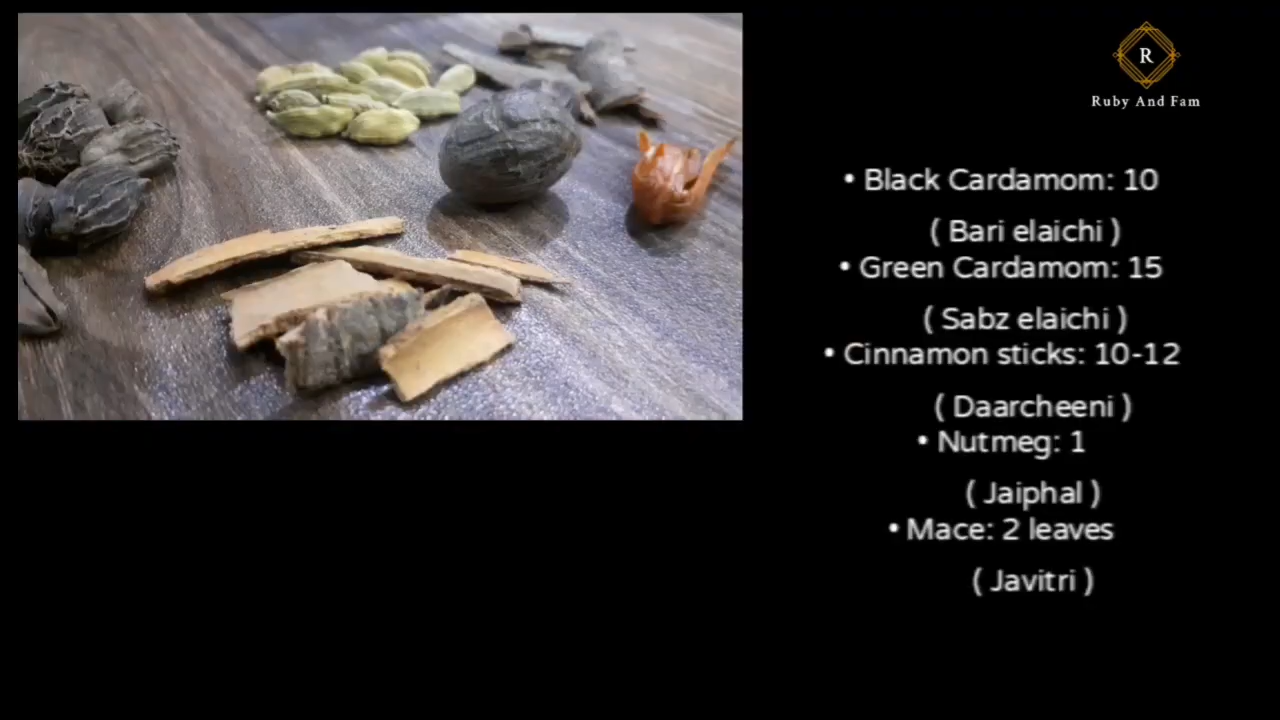 R
Ruby And Fam
• Black Cardamom: 10
( Bari elaichi )
• Green Cardamom: 15
( Sabz elaichi )
• Cinnamon sticks: 10-12
( Daarcheeni )
• Nutmeg: 1
( Jaiphal )
• Mace: 2 leaves
( Javitri )